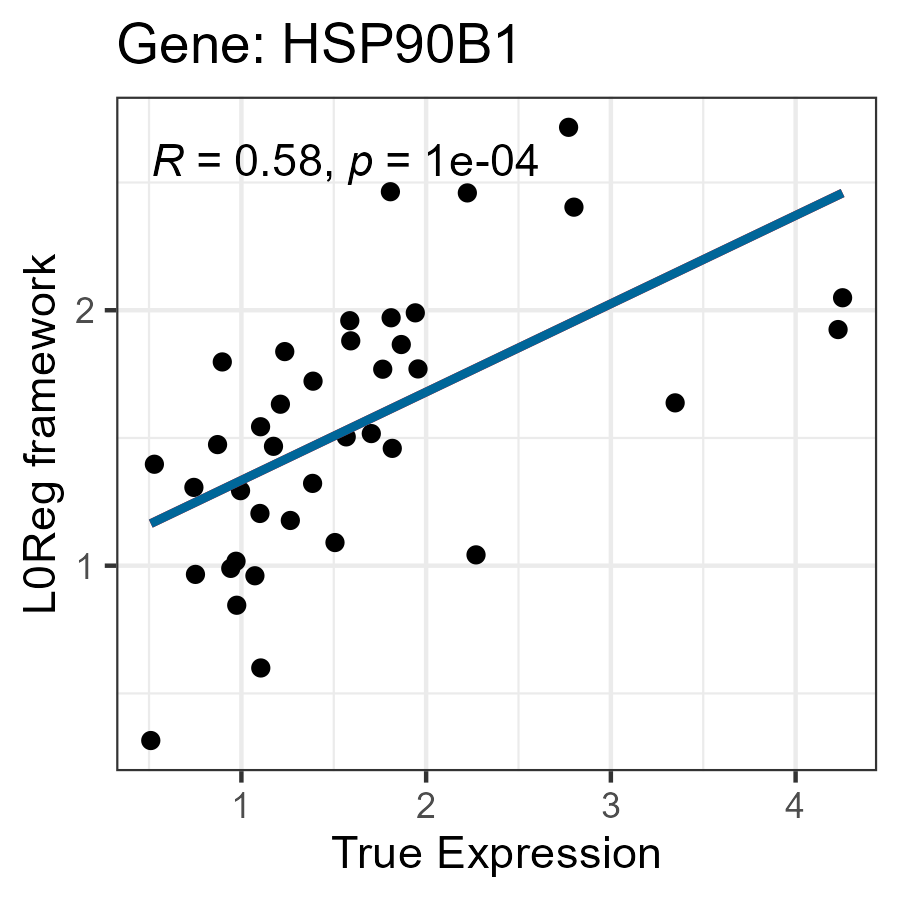 Gene: HSP90B1
R = 0.58, p = 1e-04
L0Reg framework
2
1
1 2 3 4
True Expression